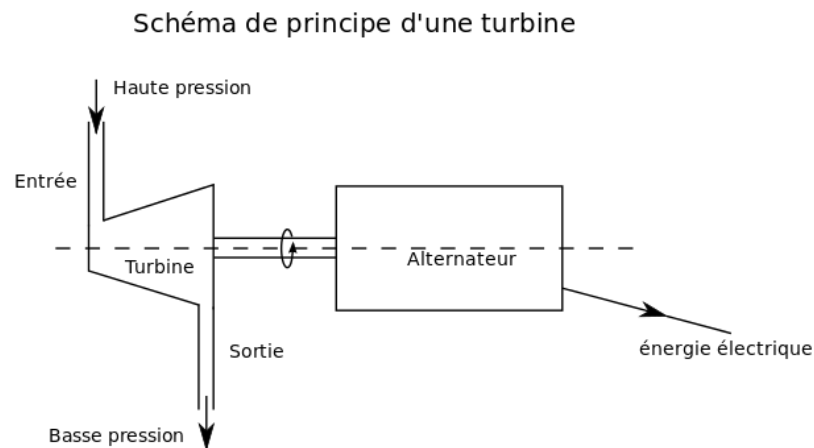 Schéma de principe d'une turbine
Haute pression
Entrée
Turbine
Alternateur
Sortie
énergie électrique
Basse pression